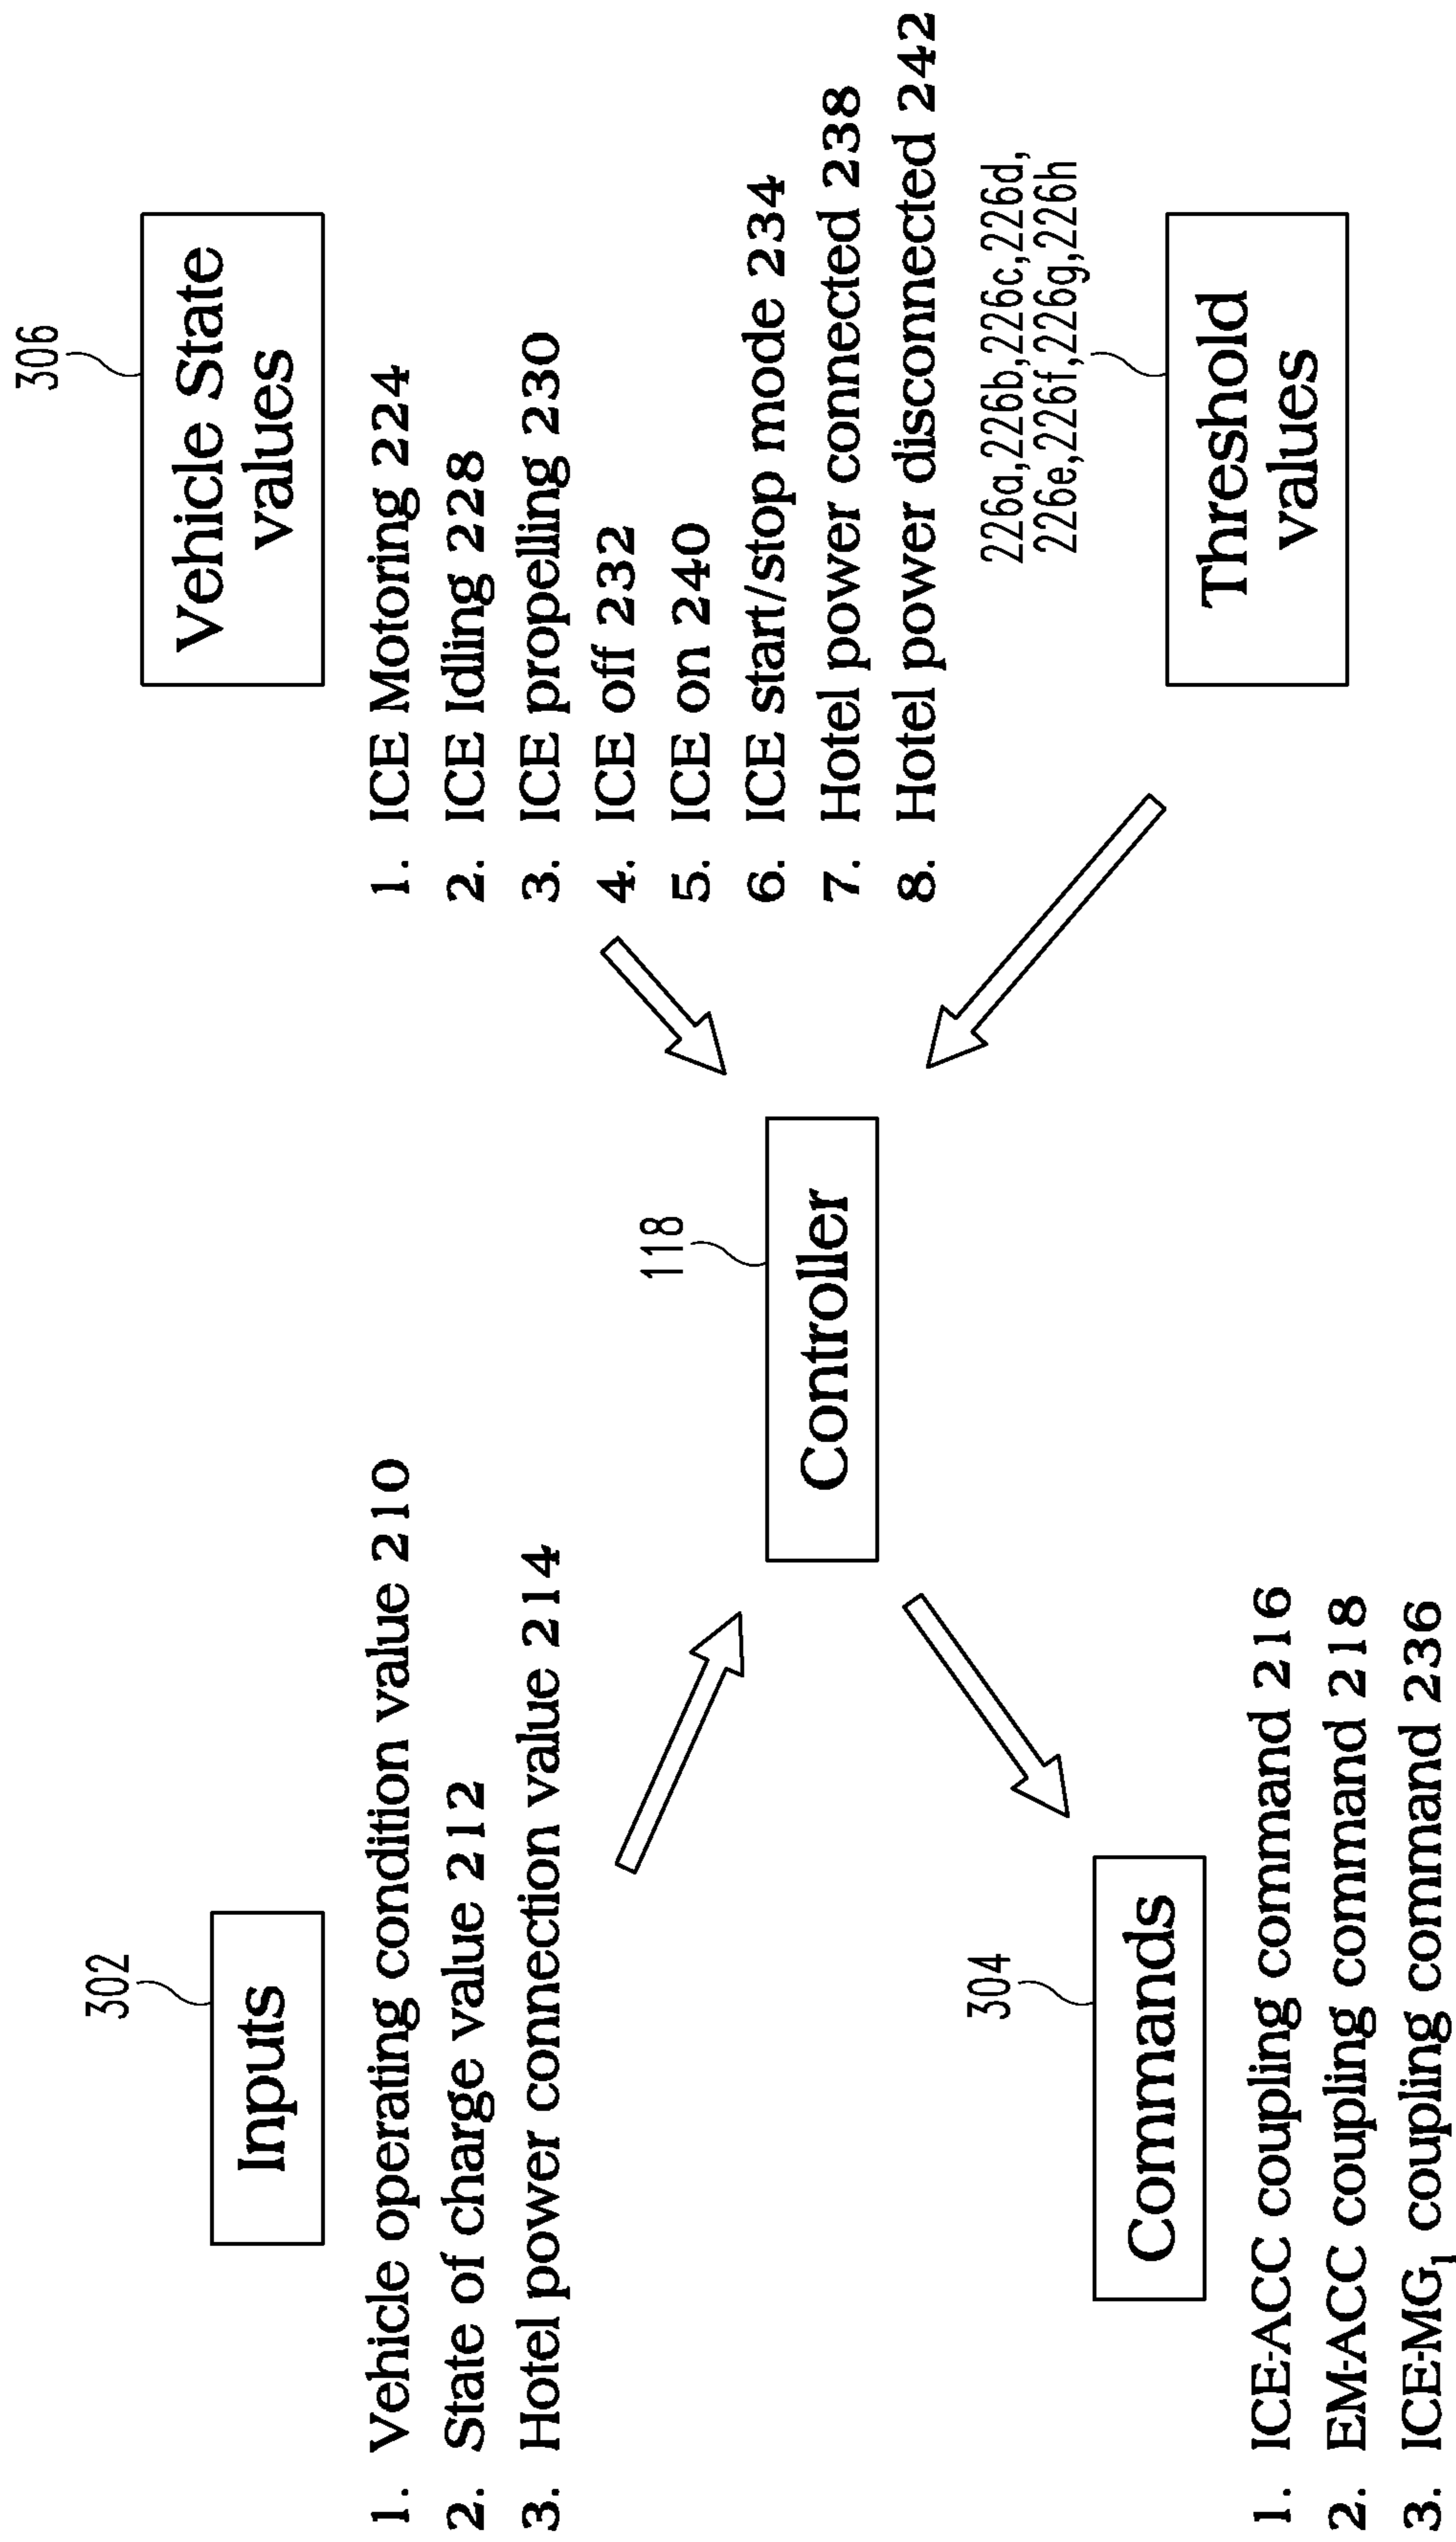 302
Inputs
1. Vehicle operating condition value 210
2. State of charge value 212
3. Hotel power connection value 214
306
Vehicle State
values
1. ICE Motoring 224
2. ICE Idling 228
3. ICE propelling 230
4. ICE off 232
5. ICE on 240
6. ICE start/stop mode 234
7. Hotel power connected 238
8. Hotel power disconnected 242
118
Controller
304
Commands
1. ICE-ACC coupling command 216
2. EM-ACC coupling command 218
3. ICE-MG₁ coupling command 236
226a,226b,226c,226d,
226e,226f,226g,226h
Threshold
values